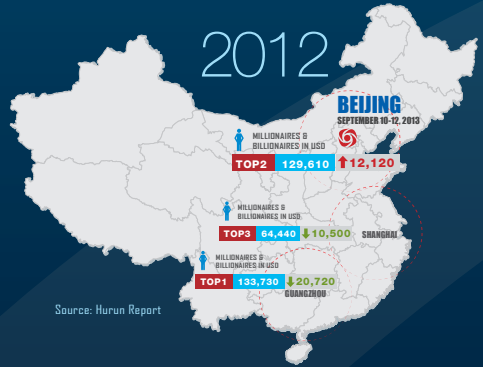 2012
BEIJING
SEPTEMBER 10-12, 2013
MILLIONAIRES &
BILLIONAIRES IN USD
TOP2 129,610 12,120
MILLIONAIRES &
BILLIONAIRES IN USD
TOP3 64,440 10,500 SHANGHAI
MILLIONAIRES &
BILLIONAIRES IN USD
TOP1 133,730 20,720
GUANGZHOU
Source: Hurun Report